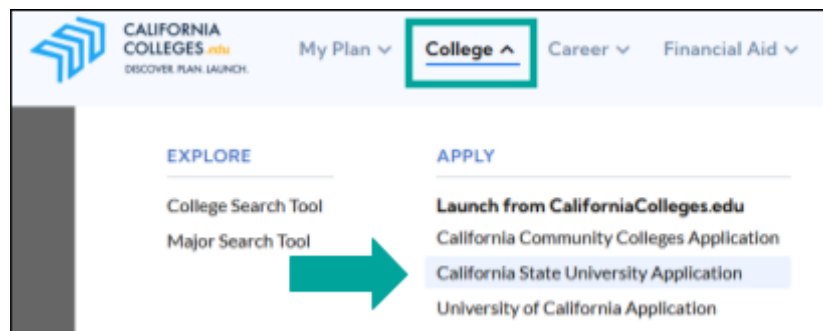 CALIFORNIA
COLLEGES.edu
DISCOVER. PLAN. LAUNCH.
My Plan
College
Career
Financial Aid
EXPLORE
College Search Tool
Major Search Tool
APPLY
Launch from CaliforniaColleges.edu
California Community Colleges Application
California State University Application
University of California Application